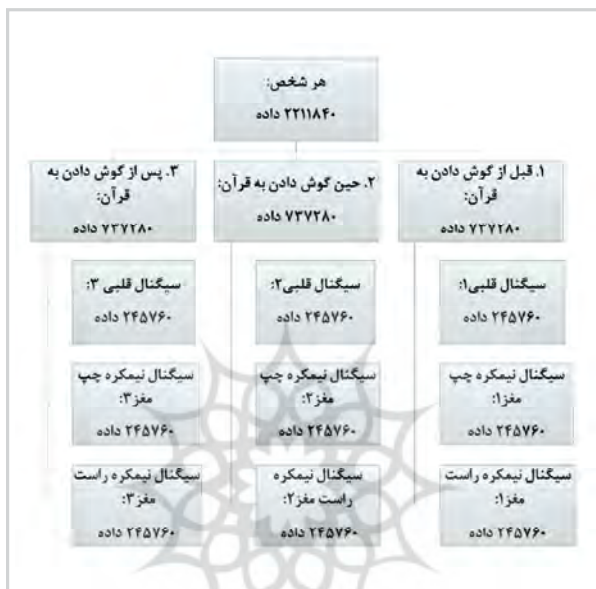 هر شخص:
۲۲۱۱۸۴۰ داده
۱. قبل از گوش دادن به
قرآن:
۷۳۷۲۸۰ داده
۲. حین گوش دادن به قرآن:
۷۳۷۲۸۰ داده
۳. پس از گوش دادن به
قرآن:
۷۳۷۲۸۰ داده
سیگنال قلبی1:
۲۴۵۷۶۰ داده
سیگنال نیمکره چپ
مغز1:
۲۴۵۷۶۰ داده
سیگنال نیمکره راست
مغز1:
۲۴۵۷۶۰ داده
سیگنال قلبی۲:
۲۴۵۷۶۰ داده
سیگنال نیمکره چپ
مغز۲:
۲۴۵۷۶۰ داده
سیگنال نیمکره
راست مغز۲:
۲۴۵۷۶۰ داده
سیگنال قلبی ۳:
۲۴۵۷۶۰ داده
سیگنال نیمکره چپ
مغز۳:
۲۴۵۷۶۰ داده
سیگنال نیمکره راست
مغز۳:
۲۴۵۷۶۰ داده